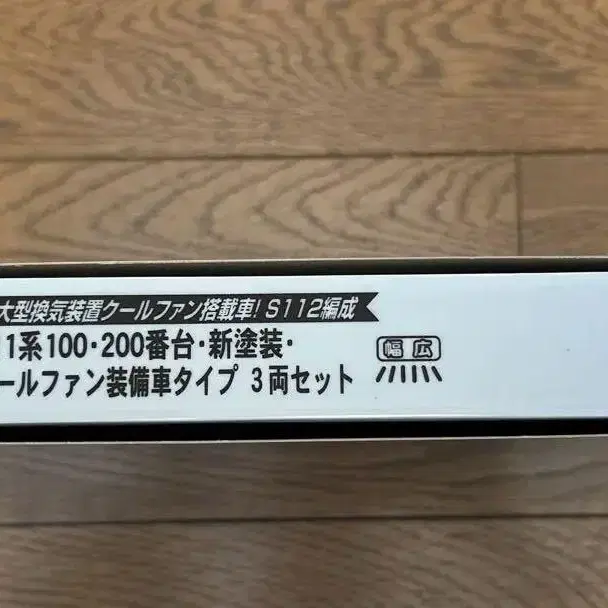 大型換気装置クールファン搭載車! S112編成
11系100・200番台・新塗装・
ールファン装備車タイプ 3両セット
幅広